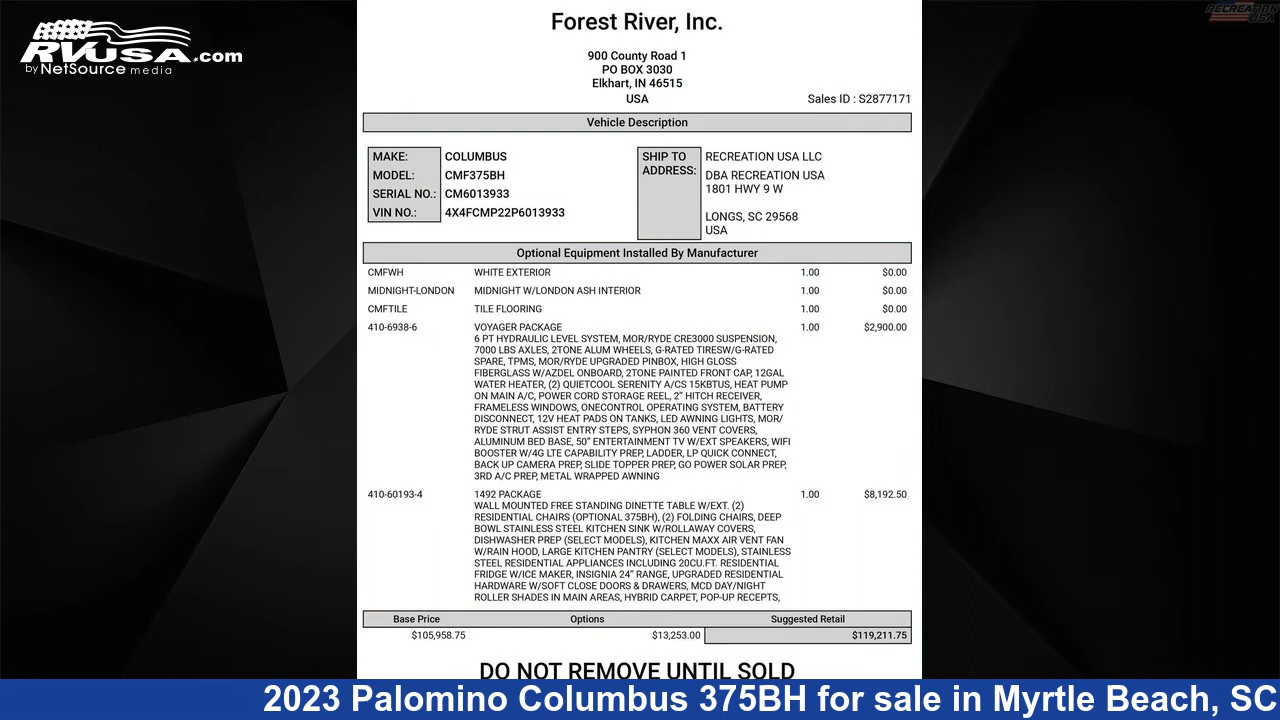 RVUSA.com
by NetSource media
RECREATION
USA
Forest River, Inc.
900 County Road 1
PO BOX 3030
Elkhart, IN 46515
USA
Sales ID : S2877171
Vehicle Description
MAKE: COLUMBUS
MODEL: CMF375BH
SERIAL NO.: CM6013933
VIN NO.: 4X4FCMP22P6013933
SHIP TO ADDRESS: RECREATION USA LLC
DBA RECREATION USA
1801 HWY 9 W
LONGS, SC 29568
USA
Optional Equipment Installed By Manufacturer
CMFWH WHITE EXTERIOR 1.00 $0.00
MIDNIGHT-LONDON MIDNIGHT W/LONDON ASH INTERIOR 1.00 $0.00
CMFTILE TILE FLOORING 1.00 $0.00
410-6938-6 VOYAGER PACKAGE 1.00 $2,900.00
6 PT HYDRAULIC LEVEL SYSTEM, MOR/RYDE CRE3000 SUSPENSION,
7000 LBS AXLES, 2TONE ALUM WHEELS, G-RATED TIRESW/G-RATED
SPARE, TPMS, MOR/RYDE UPGRADED PINBOX, HIGH GLOSS
FIBERGLASS W/AZDEL ONBOARD, 2TONE PAINTED FRONT CAP, 12GAL
WATER HEATER, (2) QUIETCOOL SERENITY A/CS 15KBTUS, HEAT PUMP
ON MAIN A/C, POWER CORD STORAGE REEL, 2” HITCH RECEIVER,
FRAMELESS WINDOWS, ONECONTROL OPERATING SYSTEM, BATTERY
DISCONNECT, 12V HEAT PADS ON TANKS, LED AWNING LIGHTS, MOR/
RYDE STRUT ASSIST ENTRY STEPS, SYPHON 360 VENT COVERS,
ALUMINUM BED BASE, 50” ENTERTAINMENT TV W/EXT SPEAKERS, WIFI
BOOSTER W/4G LTE CAPABILITY PREP, LADDER, LP QUICK CONNECT,
BACK UP CAMERA PREP, SLIDE TOPPER PREP, GO POWER SOLAR PREP,
3RD A/C PREP, METAL WRAPPED AWNING
410-60193-4 1492 PACKAGE 1.00 $8,192.50
WALL MOUNTED FREE STANDING DINETTE TABLE W/EXT. (2)
RESIDENTIAL CHAIRS (OPTIONAL 375BH), (2) FOLDING CHAIRS, DEEP
BOWL STAINLESS STEEL KITCHEN SINK W/ROLLAWAY COVERS,
DISHWASHER PREP (SELECT MODELS), KITCHEN MAXX AIR VENT FAN
W/RAIN HOOD, LARGE KITCHEN PANTRY (SELECT MODELS), STAINLESS
STEEL RESIDENTIAL APPLIANCES INCLUDING 20CU.FT. RESIDENTIAL
FRIDGE W/ICE MAKER, INSIGNIA 24” RANGE, UPGRADED RESIDENTIAL
HARDWARE W/SOFT CLOSE DOORS & DRAWERS, MCD DAY/NIGHT
ROLLER SHADES IN MAIN AREAS, HYBRID CARPET, POP-UP RECEPTS,
Base Price Options Suggested Retail
$105,958.75 $13,253.00 $119,211.75
DO NOT REMOVE UNTIL SOLD
2023 Palomino Columbus 375BH for sale in Myrtle Beach, SC